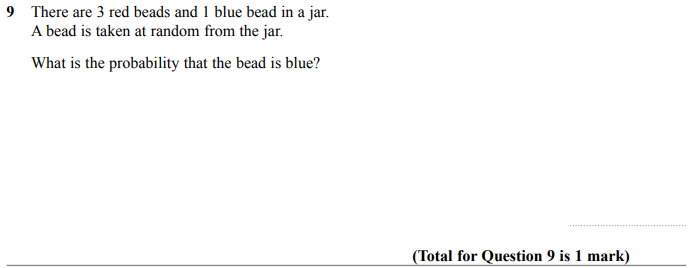 9 There are 3 red beads and 1 blue bead in a jar.
A bead is taken at random from the jar.
What is the probability that the bead is blue?
(Total for Question 9 is 1 mark)